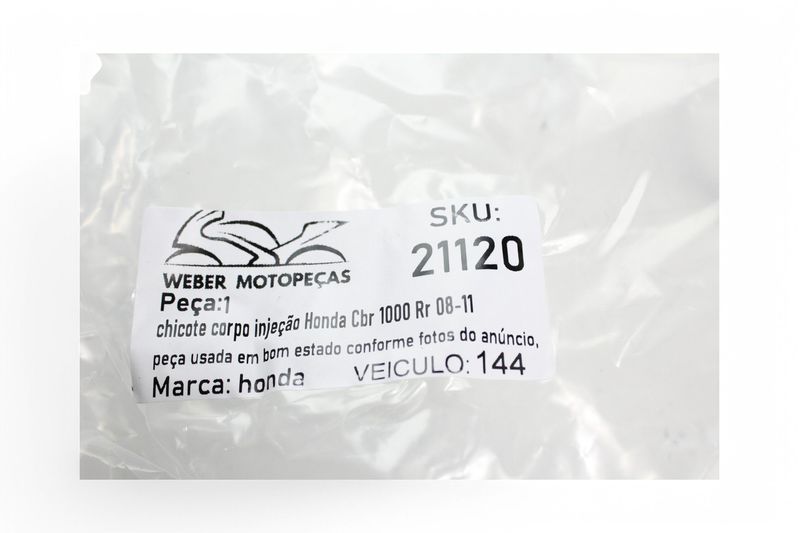 WEBER MOTOPEÇAS
SKU:
21120
Peça:1
chicote corpo injeção Honda Cbr 1000 Rr 08-11
peça usada em bom estado conforme fotos do anúncio,
Marca: honda
VEICULO: 144